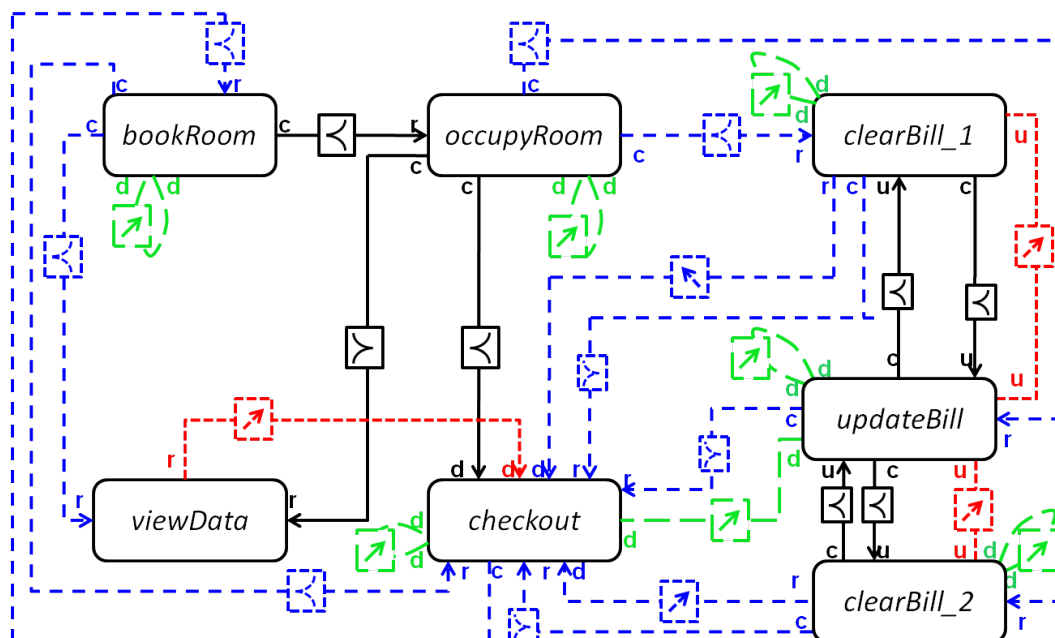 c r c
bookRoom c r occupyRoom c r d d clearBill_1 u
c d d c c d d r c u c
c u
d d u
updateBill
c r
d u c u
r r d d d r r
viewData r d checkout d
d
c u u
r c r d r d d
clearBill_2 r
c